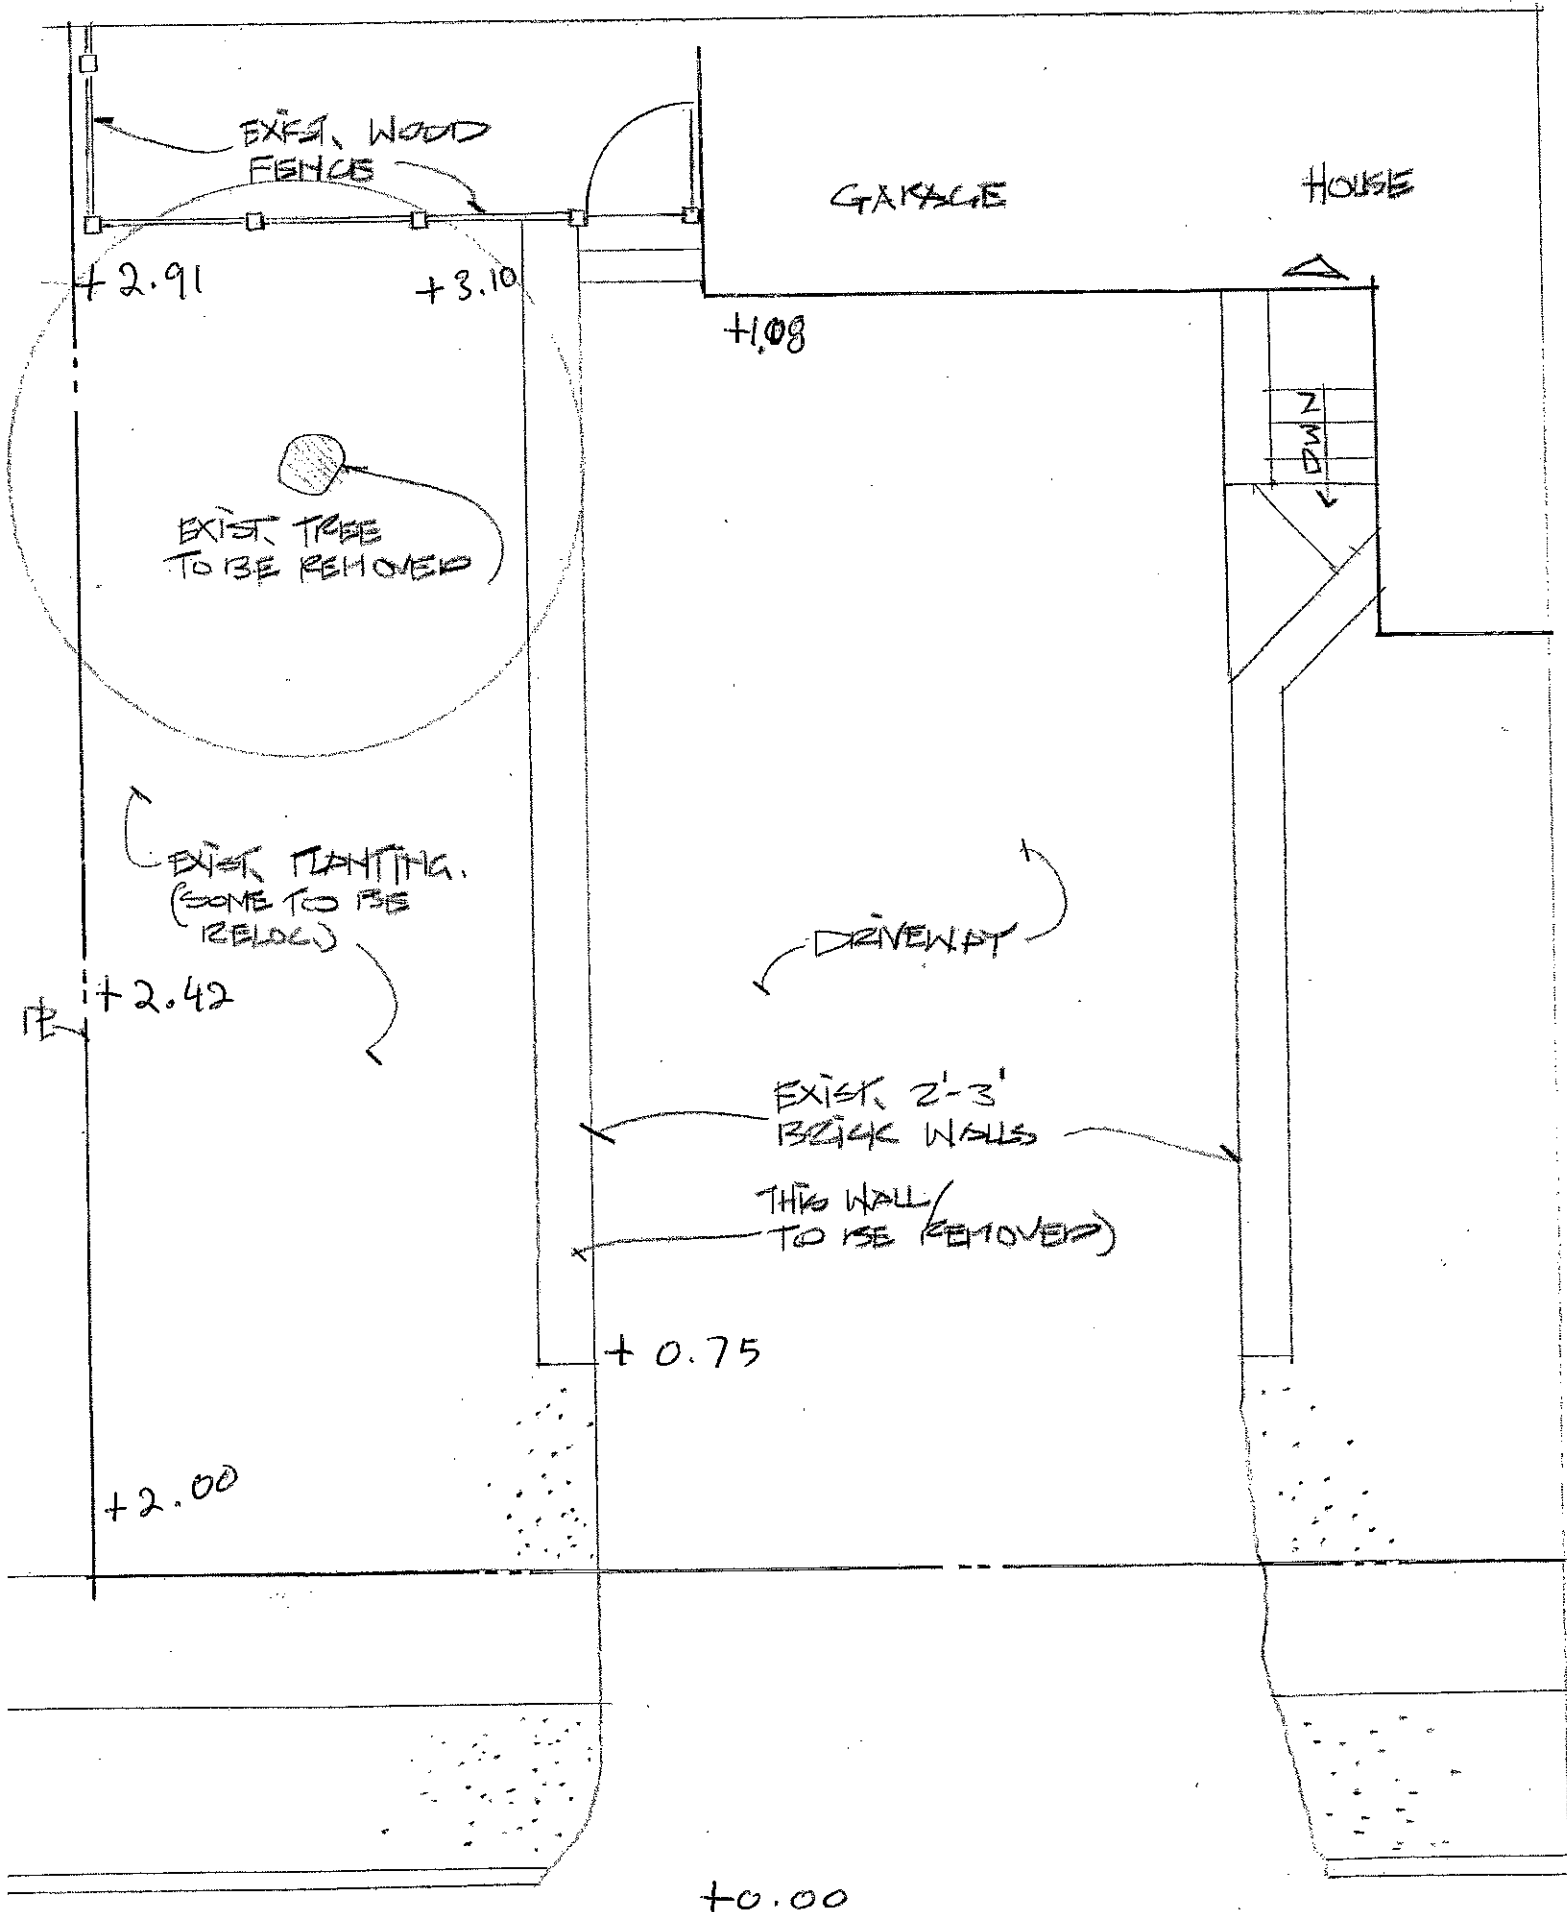 EXIST. WOOD
FENCE
GARAGE
HOUSE
+2.91
+3.10
+1.08
DWN
EXIST. TREE
TO BE REMOVED
EXIST. PLANTING.
(SOME TO BE
RELOC.)
DRIVEWAY
+2.42
PL
EXIST. 2'-3'
BRICK WALLS
THIS WALL
TO BE REMOVED)
+0.75
+2.00
+0.00